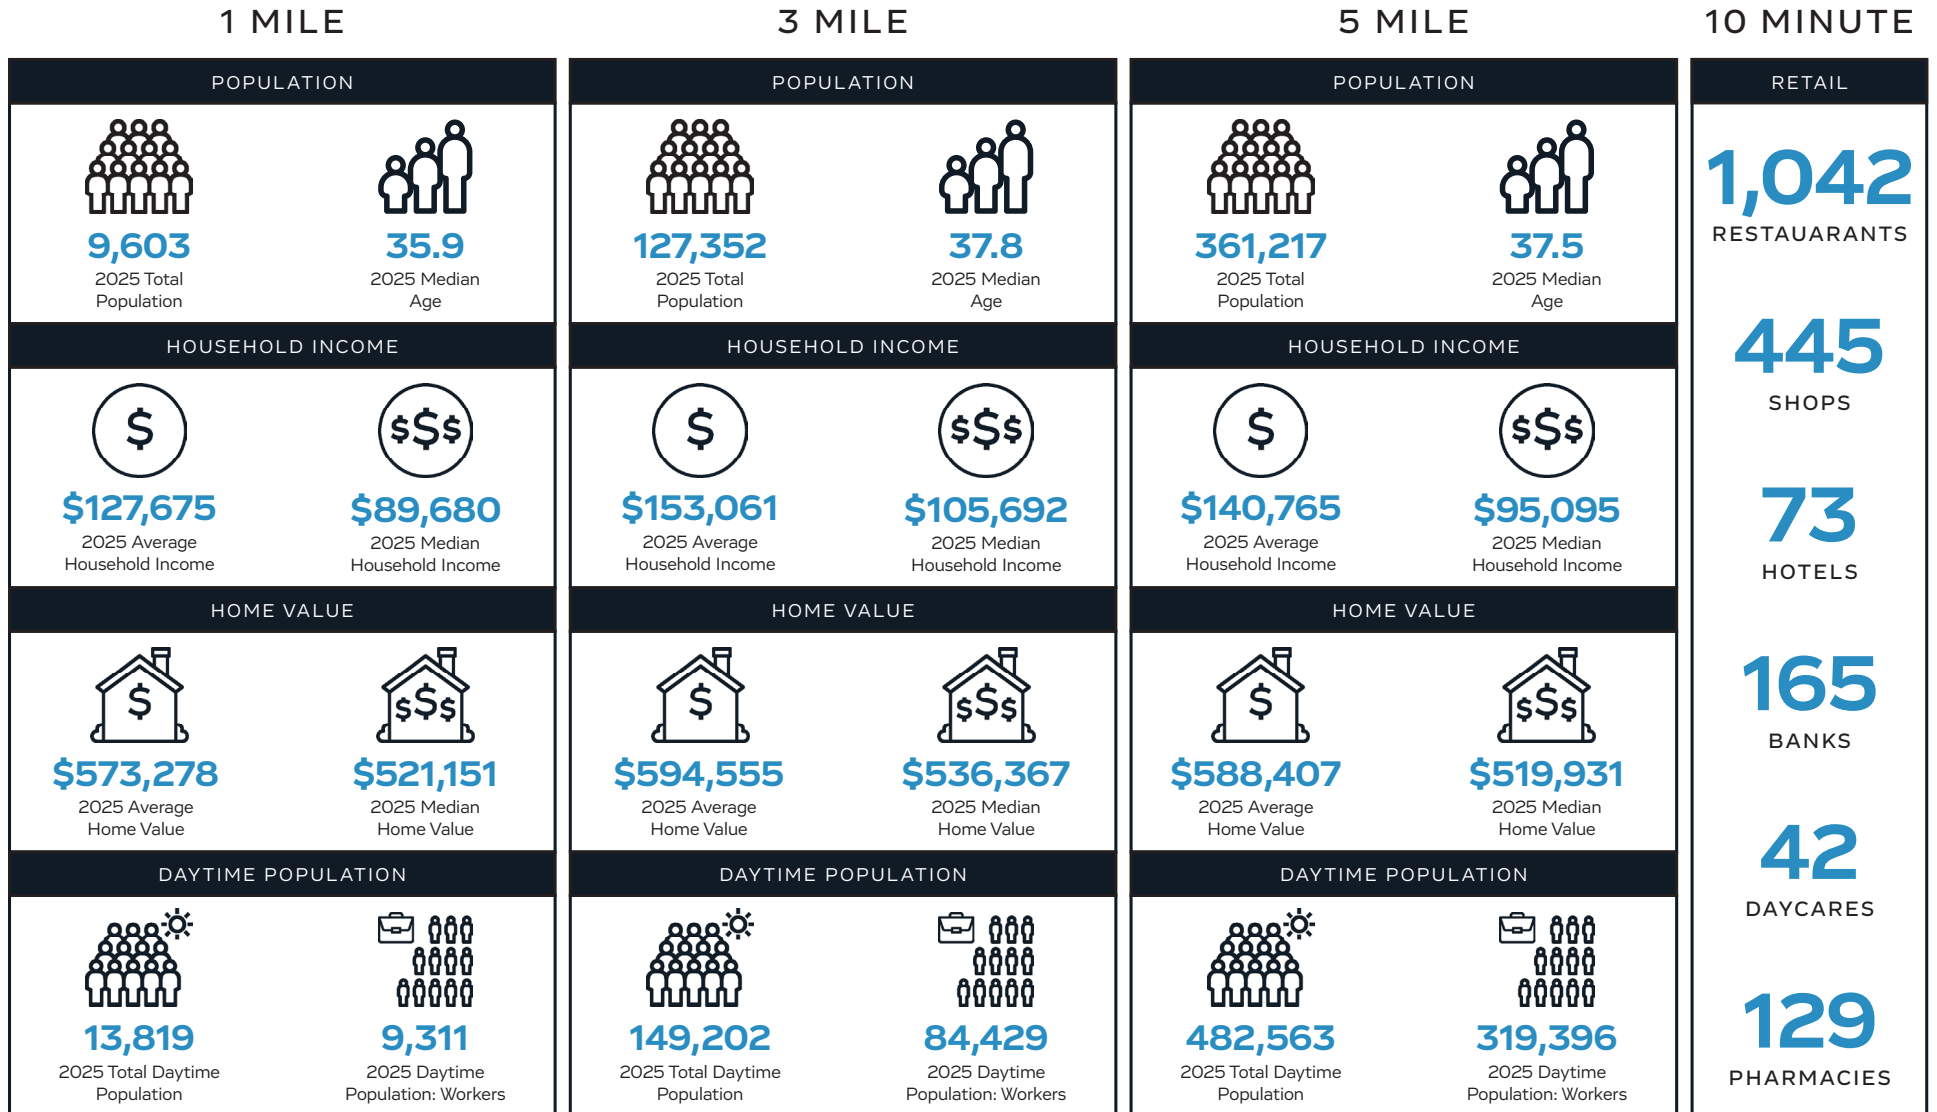 1 MILE
POPULATION
9,603
2025 Total
Population
35.9
2025 Median
Age
HOUSEHOLD INCOME
$
$127,675
2025 Average
Household Income
$$$
$89,680
2025 Median
Household Income
HOME VALUE
$
$573,278
2025 Average
Home Value
$$$
$521,151
2025 Median
Home Value
DAYTIME POPULATION
13,819
2025 Total Daytime
Population
9,311
2025 Daytime
Population: Workers
3 MILE
POPULATION
127,352
2025 Total
Population
37.8
2025 Median
Age
HOUSEHOLD INCOME
$
$153,061
2025 Average
Household Income
$$$
$105,692
2025 Median
Household Income
HOME VALUE
$
$594,555
2025 Average
Home Value
$$$
$536,367
2025 Median
Home Value
DAYTIME POPULATION
149,202
2025 Total Daytime
Population
84,429
2025 Daytime
Population: Workers
5 MILE
POPULATION
361,217
2025 Total
Population
37.5
2025 Median
Age
HOUSEHOLD INCOME
$
$140,765
2025 Average
Household Income
$$$
$95,095
2025 Median
Household Income
HOME VALUE
$
$588,407
2025 Average
Home Value
$$$
$519,931
2025 Median
Home Value
DAYTIME POPULATION
482,563
2025 Total Daytime
Population
319,396
2025 Daytime
Population: Workers
10 MINUTE
RETAIL
1,042
RESTAUARANTS
445
SHOPS
73
HOTELS
165
BANKS
42
DAYCARES
129
PHARMACIES